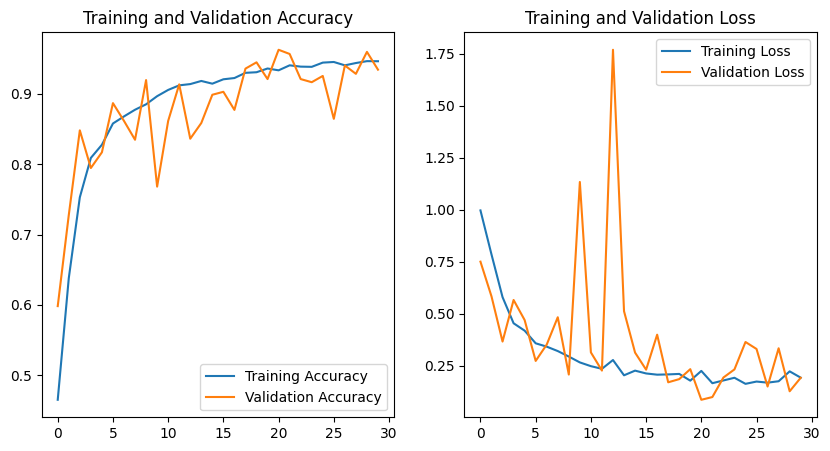 Training and Validation Accuracy
0.9
0.8
0.7
0.6
0.5
0 5 10 15 20 25 30
Training Accuracy
Validation Accuracy
Training and Validation Loss
1.75
1.50
1.25
1.00
0.75
0.50
0.25
0 5 10 15 20 25 30
Training Loss
Validation Loss